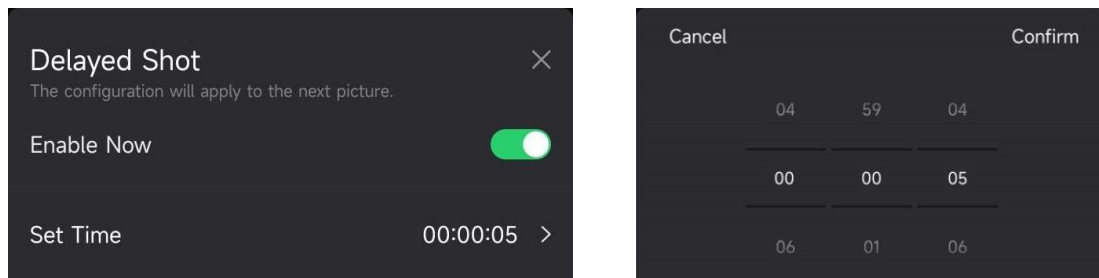 Delayed Shot
The configuration will apply to the next picture.
Enable Now
Set Time 00:00:05 >
Cancel Confirm
04 59 04
00 00 05
06 01 06